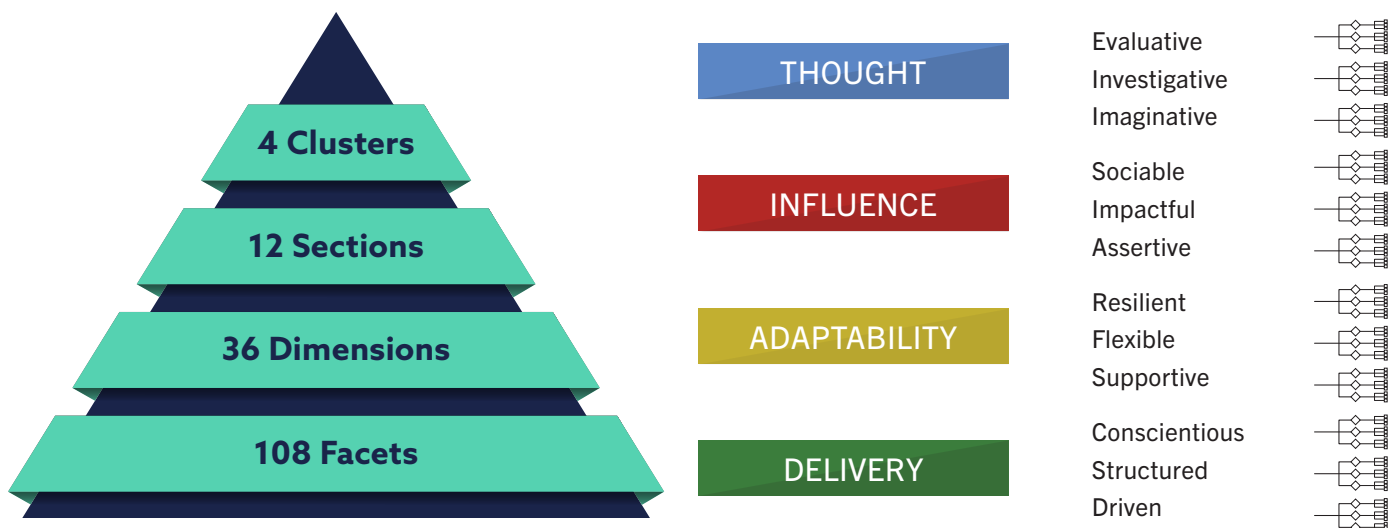 4 Clusters
12 Sections
36 Dimensions
108 Facets
THOUGHT
Evaluative
Investigative
Imaginative
INFLUENCE
Sociable
Impactful
Assertive
ADAPTABILITY
Resilient
Flexible
Supportive
DELIVERY
Conscientious
Structured
Driven